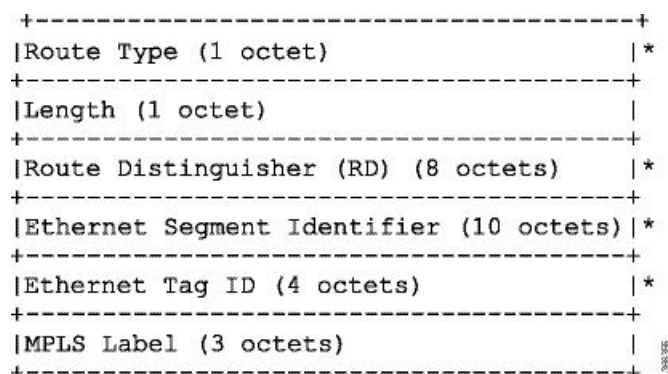 +---------------------------------------+
|Route Type (1 octet) |*
+---------------------------------------+
|Length (1 octet) |
+---------------------------------------+
|Route Distinguisher (RD) (8 octets) |*
+---------------------------------------+
|Ethernet Segment Identifier (10 octets)|*
+---------------------------------------+
|Ethernet Tag ID (4 octets) |*
+---------------------------------------+
|MPLS Label (3 octets) |
+---------------------------------------+